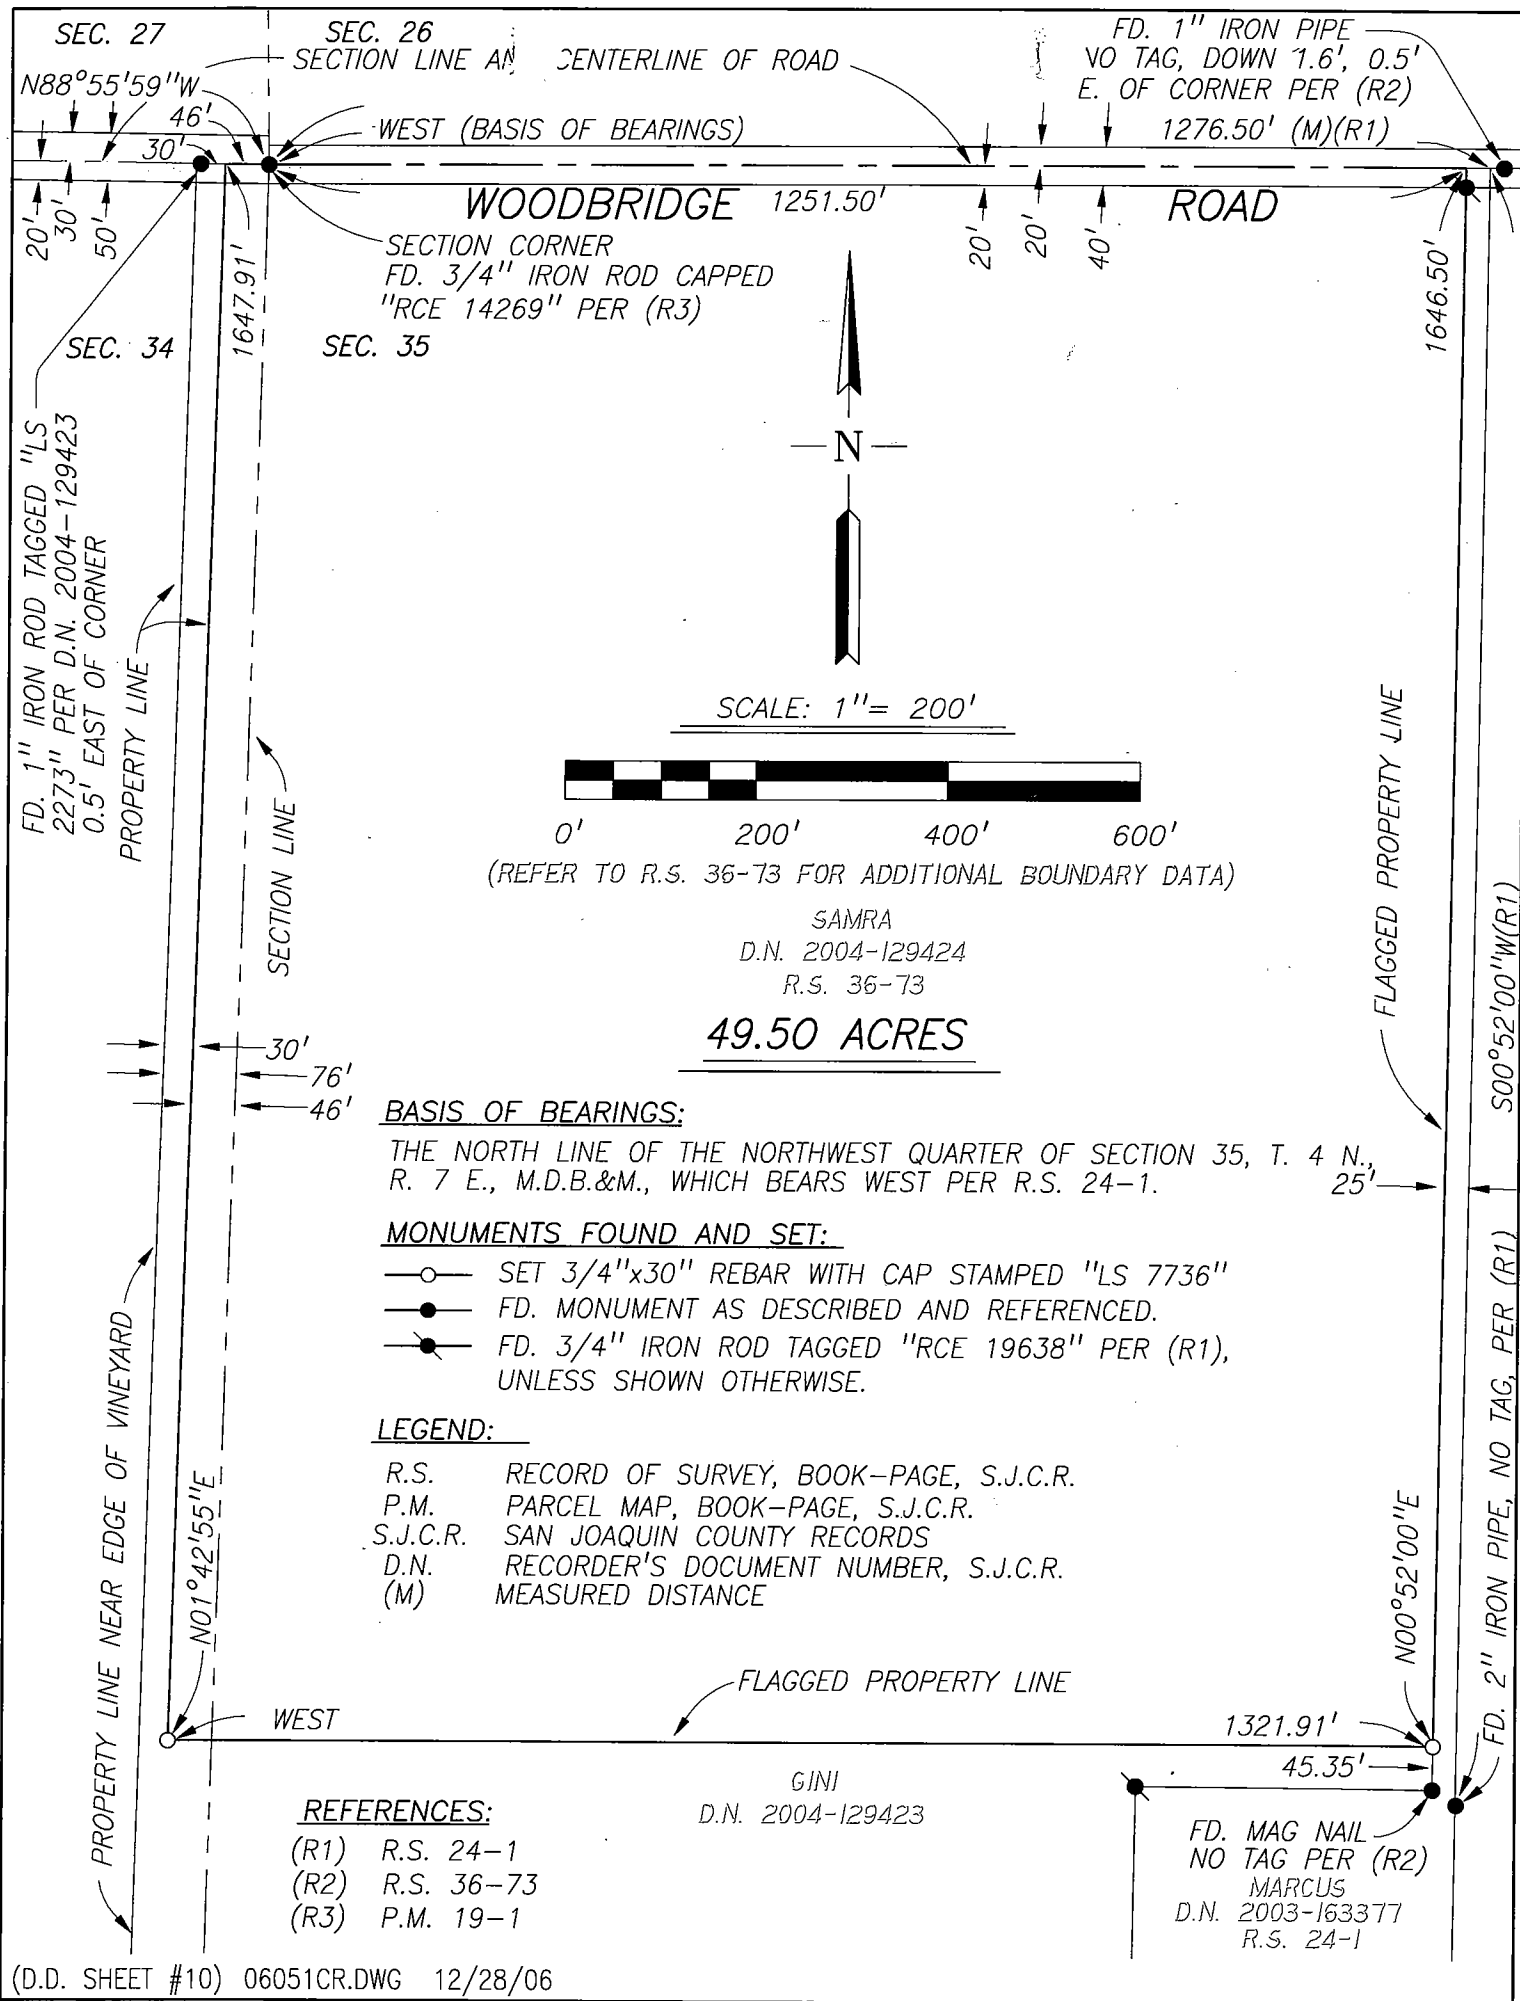 SEC. 27
SEC. 26
SECTION LINE AN CENTERLINE OF ROAD
FD. 1" IRON PIPE
NO TAG, DOWN 1.6', 0.5'
E. OF CORNER PER (R2)
N88°55'59"W
46'
30'
WEST (BASIS OF BEARINGS)
1276.50' (M)(R1)
WOODBRIDGE
1251.50'
ROAD
20'
30'
50'
20'
20'
40'
SECTION CORNER
FD. 3/4" IRON ROD CAPPED
"RCE 14269" PER (R3)
1647.91'
1646.50'
SEC. 34
SEC. 35
N
FD. 1" IRON ROD TAGGED "LS
2273" PER D.N. 2004-129423
0.5' EAST OF CORNER
PROPERTY LINE
SECTION LINE
SCALE: 1"= 200'
0' 200' 400' 600'
(REFER TO R.S. 36-73 FOR ADDITIONAL BOUNDARY DATA)
SAMRA
D.N. 2004-129424
R.S. 36-73
49.50 ACRES
FLAGGED PROPERTY LINE
S00°52'00"W(R1)
30'
76'
46'
BASIS OF BEARINGS:
THE NORTH LINE OF THE NORTHWEST QUARTER OF SECTION 35, T. 4 N.,
R. 7 E., M.D.B.&M., WHICH BEARS WEST PER R.S. 24-1.
25'
MONUMENTS FOUND AND SET:
SET 3/4"x30" REBAR WITH CAP STAMPED "LS 7736"
FD. MONUMENT AS DESCRIBED AND REFERENCED.
FD. 3/4" IRON ROD TAGGED "RCE 19638" PER (R1),
UNLESS SHOWN OTHERWISE.
LEGEND:
R.S. RECORD OF SURVEY, BOOK-PAGE, S.J.C.R.
P.M. PARCEL MAP, BOOK-PAGE, S.J.C.R.
S.J.C.R. SAN JOAQUIN COUNTY RECORDS
D.N. RECORDER'S DOCUMENT NUMBER, S.J.C.R.
(M) MEASURED DISTANCE
PROPERTY LINE NEAR EDGE OF VINEYARD
N01°42'55"E
N00°52'00"E
FD. 2" IRON PIPE, NO TAG, PER (R1)
FLAGGED PROPERTY LINE
WEST
1321.91'
45.35'
GINI
D.N. 2004-129423
REFERENCES:
(R1) R.S. 24-1
(R2) R.S. 36-73
(R3) P.M. 19-1
FD. MAG NAIL
NO TAG PER (R2)
MARCUS
D.N. 2003-163377
R.S. 24-1
(D.D. SHEET #10) 06051CR.DWG 12/28/06